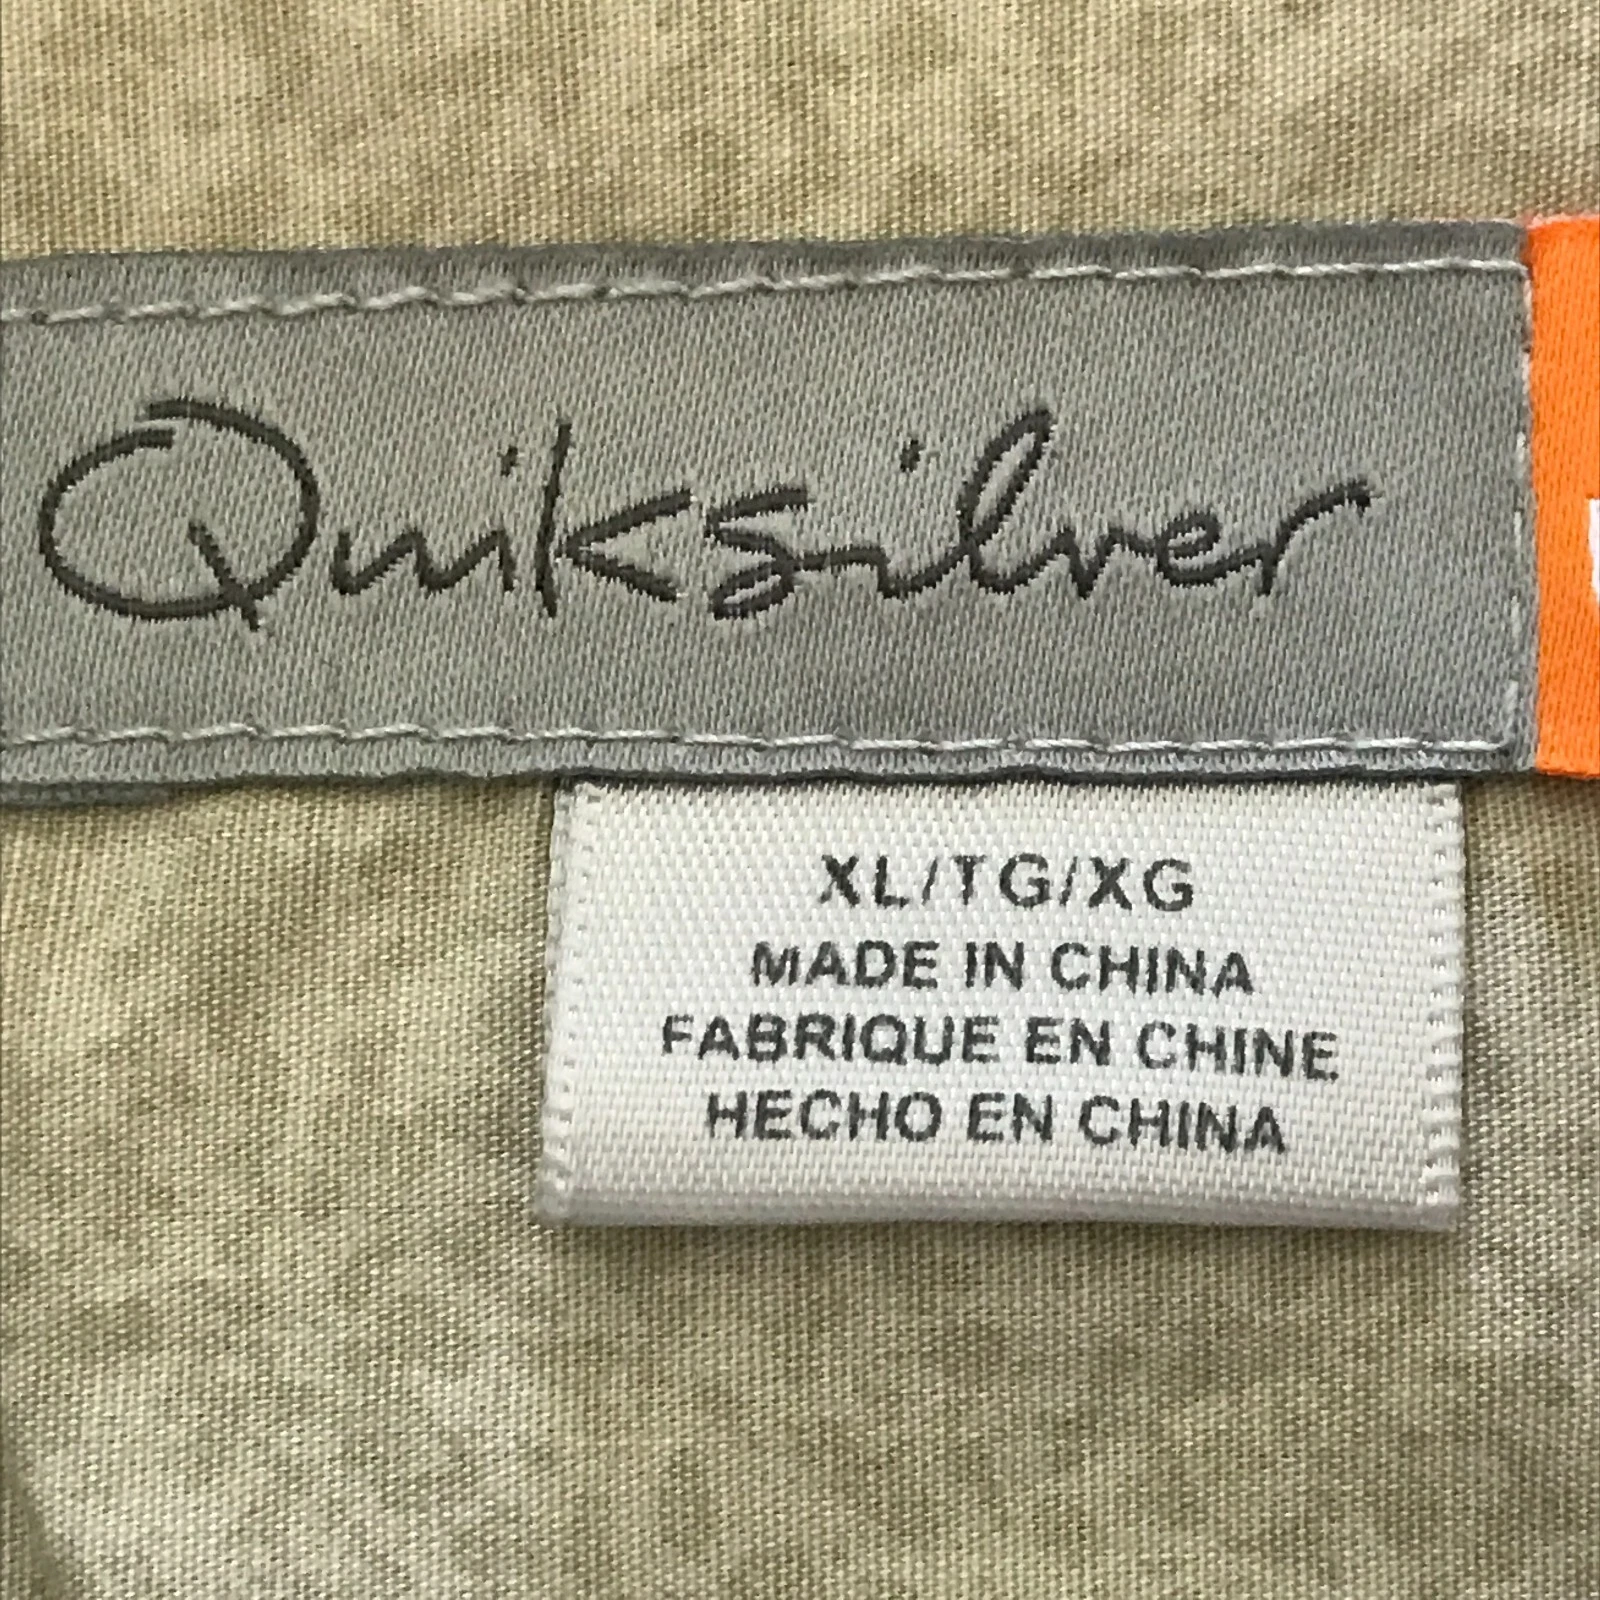 Quiksilver
XL/TG/XG
MADE IN CHINA
FABRIQUE EN CHINE
HECHO EN CHINA